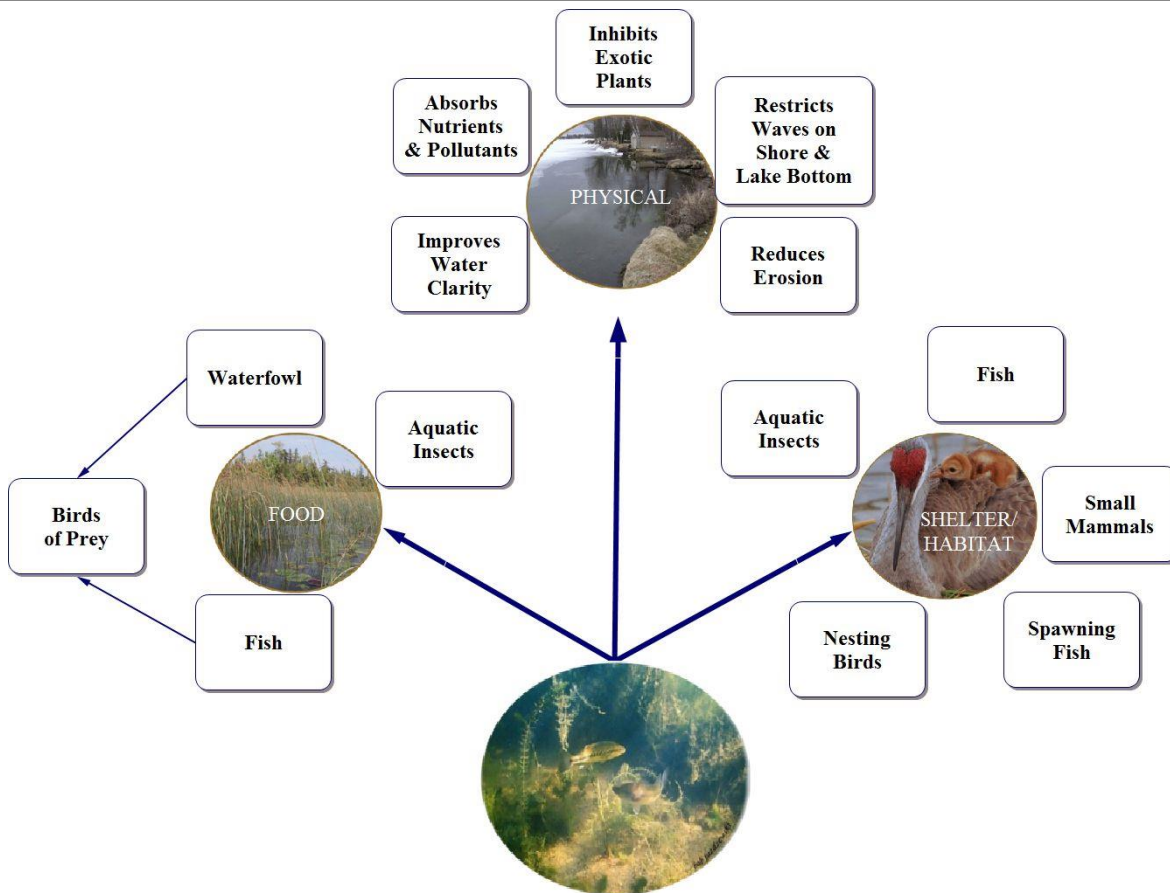 Inhibits
Exotic
Plants
Absorbs
Nutrients
& Pollutants
Restricts
Waves on
Shore &
Lake Bottom
PHYSICAL
Improves
Water
Clarity
Reduces
Erosion
Waterfowl
Aquatic
Insects
Birds
of Prey
FOOD
Fish
Aquatic
Insects
Fish
SHELTER/
HABITAT
Small
Mammals
Nesting
Birds
Spawning
Fish